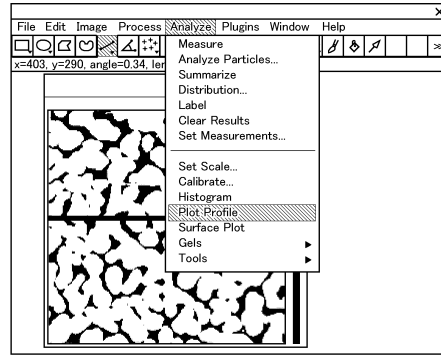 ×
File Edit Image Process Analyze Plugins Window Help
x=403, y=290, angle=0.34, ler
Measure
Analyze Particles...
Summarize
Distribution...
Label
Clear Results
Set Measurements...
Set Scale...
Calibrate...
Histogram
Plot Profile
Surface Plot
Gels
Tools